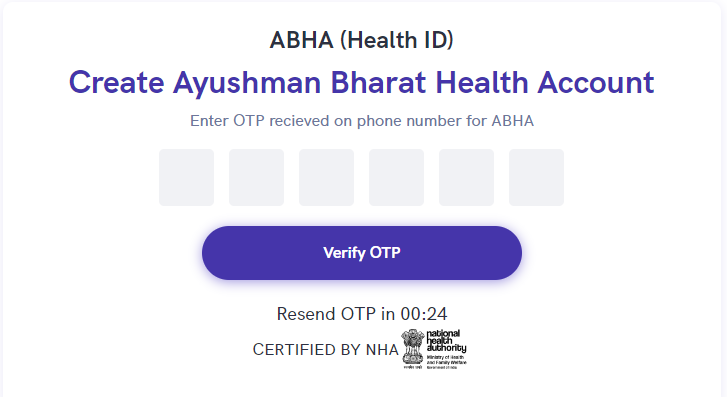 ABHA (Health ID)
Create Ayushman Bharat Health Account
Enter OTP recieved on phone number for ABHA
Verify OTP
Resend OTP in 00:24
CERTIFIED BY NHA
national
health
authority
Ministry of Health
and Family Welfare
Government of India